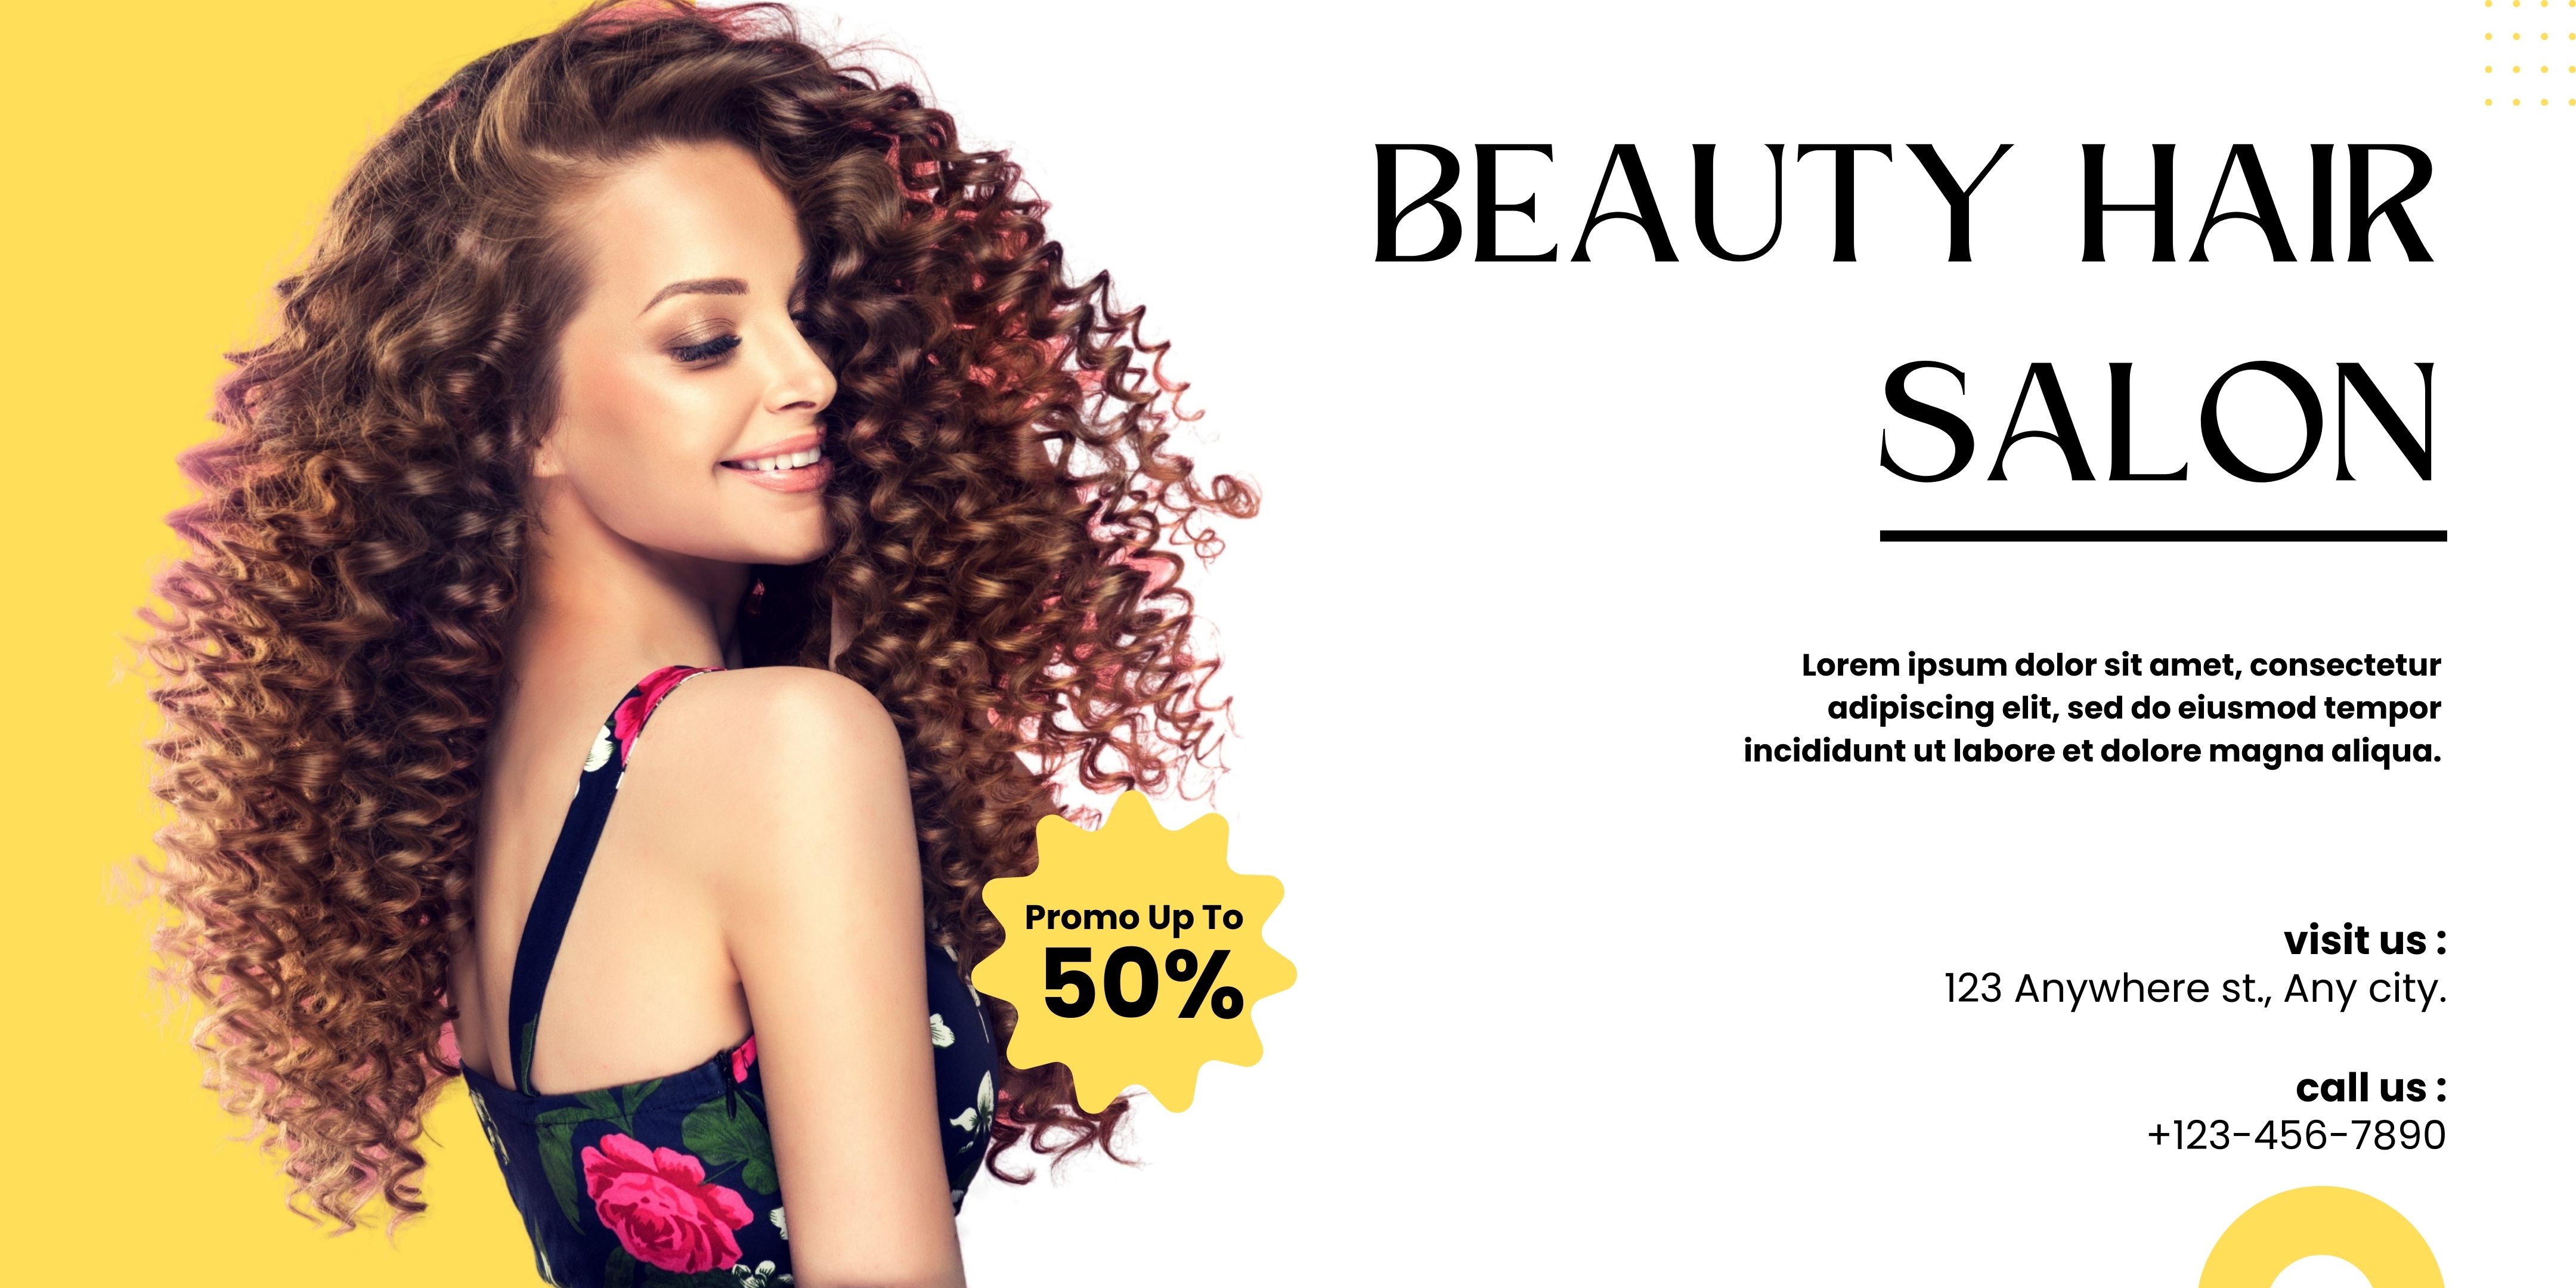 BEAUTY HAIR
SALON
Lorem ipsum dolor sit amet, consectetur
adipiscing elit, sed do eiusmod tempor
incididunt ut labore et dolore magna aliqua.
Promo Up To
50%
visit us :
123 Anywhere st., Any city.
call us :
+123-456-7890